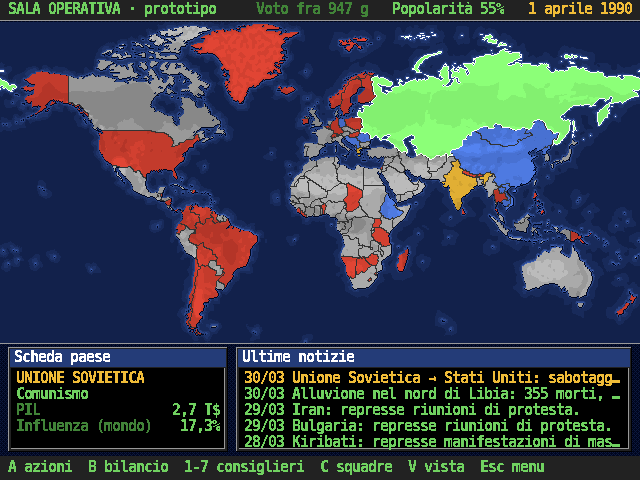 SALA OPERATIVA · prototipo Voto fra 947 g Popolarità 55% 1 aprile 1990
Scheda paese
UNIONE SOVIETICA
Comunismo
PIL 2,7 T$
Influenza (mondo) 17,3%
Ultime notizie
30/03 Unione Sovietica → Stati Uniti: sabotagg…
30/03 Alluvione nel nord di Libia: 355 morti, …
29/03 Iran: represse riunioni di protesta.
29/03 Bulgaria: represse riunioni di protesta.
28/03 Kiribati: represse manifestazioni di mas…
A azioni B bilancio 1-7 consiglieri C squadre V vista Esc menu